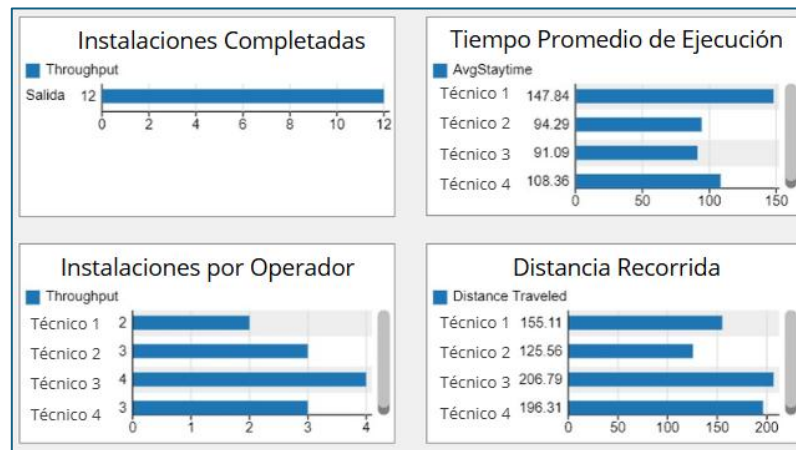 Instalaciones Completadas
Throughput
Salida 12
0 2 4 6 8 10 12
Tiempo Promedio de Ejecución
AvgStaytime
Técnico 1 147.84
Técnico 2 94.29
Técnico 3 91.09
Técnico 4 108.36
0 50 100 150
Instalaciones por Operador
Throughput
Técnico 1 2
Técnico 2 3
Técnico 3 4
Técnico 4 3
0 1 2 3 4
Distancia Recorrida
Distance Traveled
Técnico 1 155.11
Técnico 2 125.56
Técnico 3 206.79
Técnico 4 196.31
0 50 100 150 200